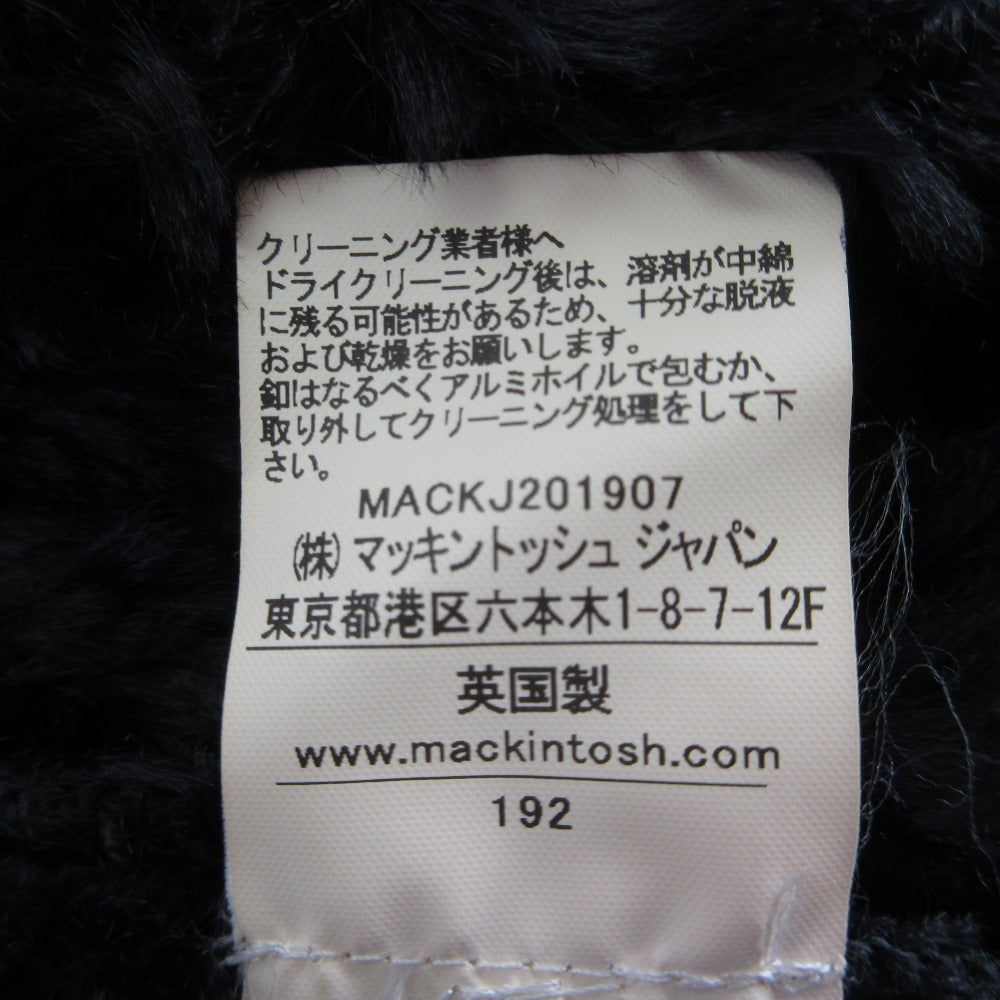 クリーニング業者様へ
ドライクリーニング後は、溶剤が中綿
に残る可能性があるため、十分な脱液
および乾燥をお願いします。
釦はなるべくアルミホイルで包むか、
取り外してクリーニング処理をして下
さい。
MACKJ201907
(株) マッキントッシュ ジャパン
東京都港区六本木1-8-7-12F
英国製
www.mackintosh.com
192